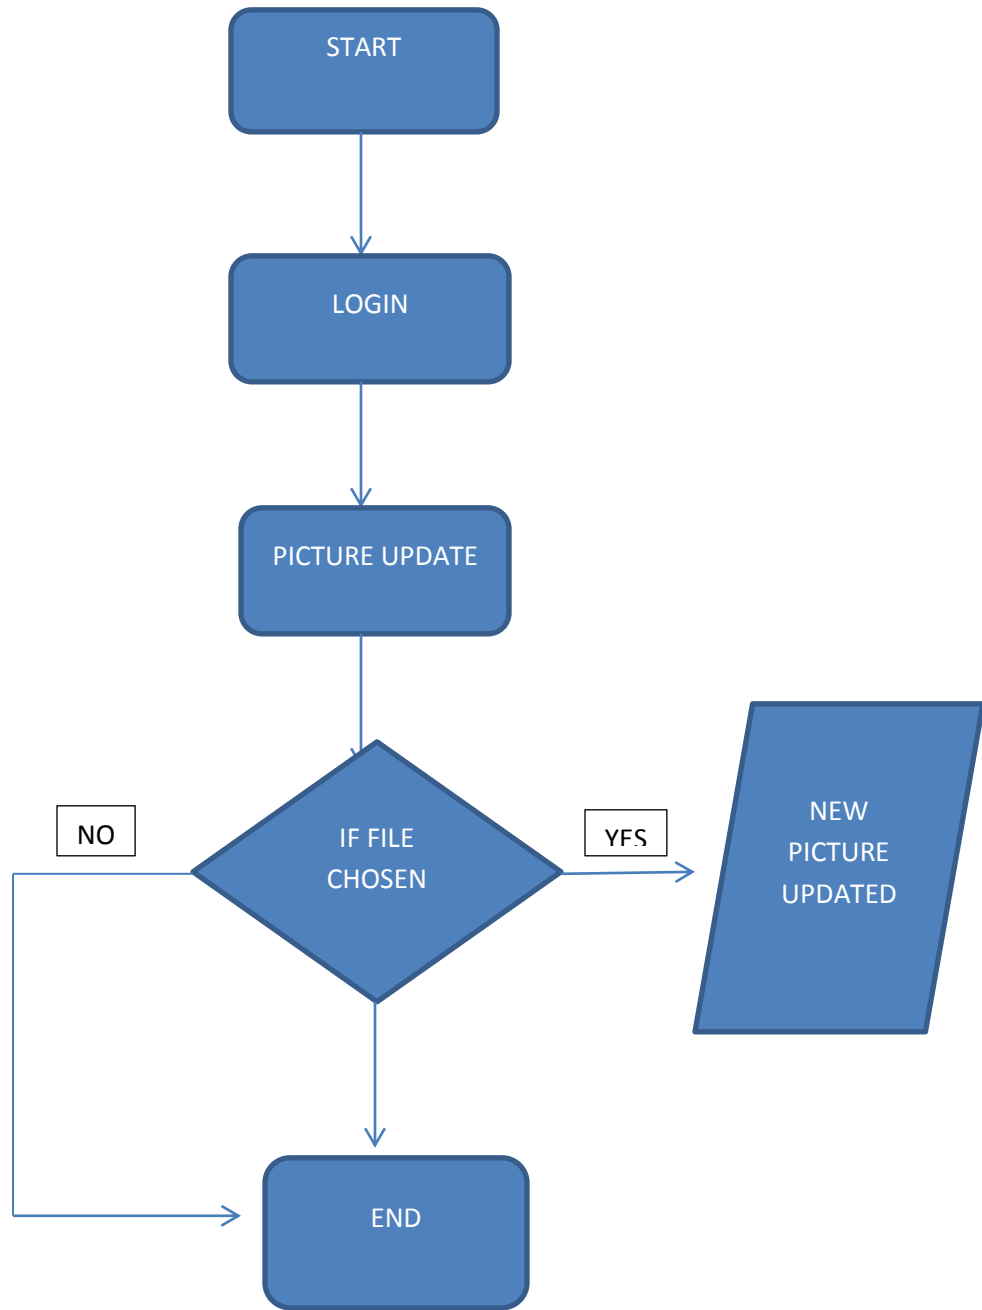 START
LOGIN
PICTURE UPDATE
NO
IF FILE
CHOSEN
YES
NEW
PICTURE
UPDATED
END